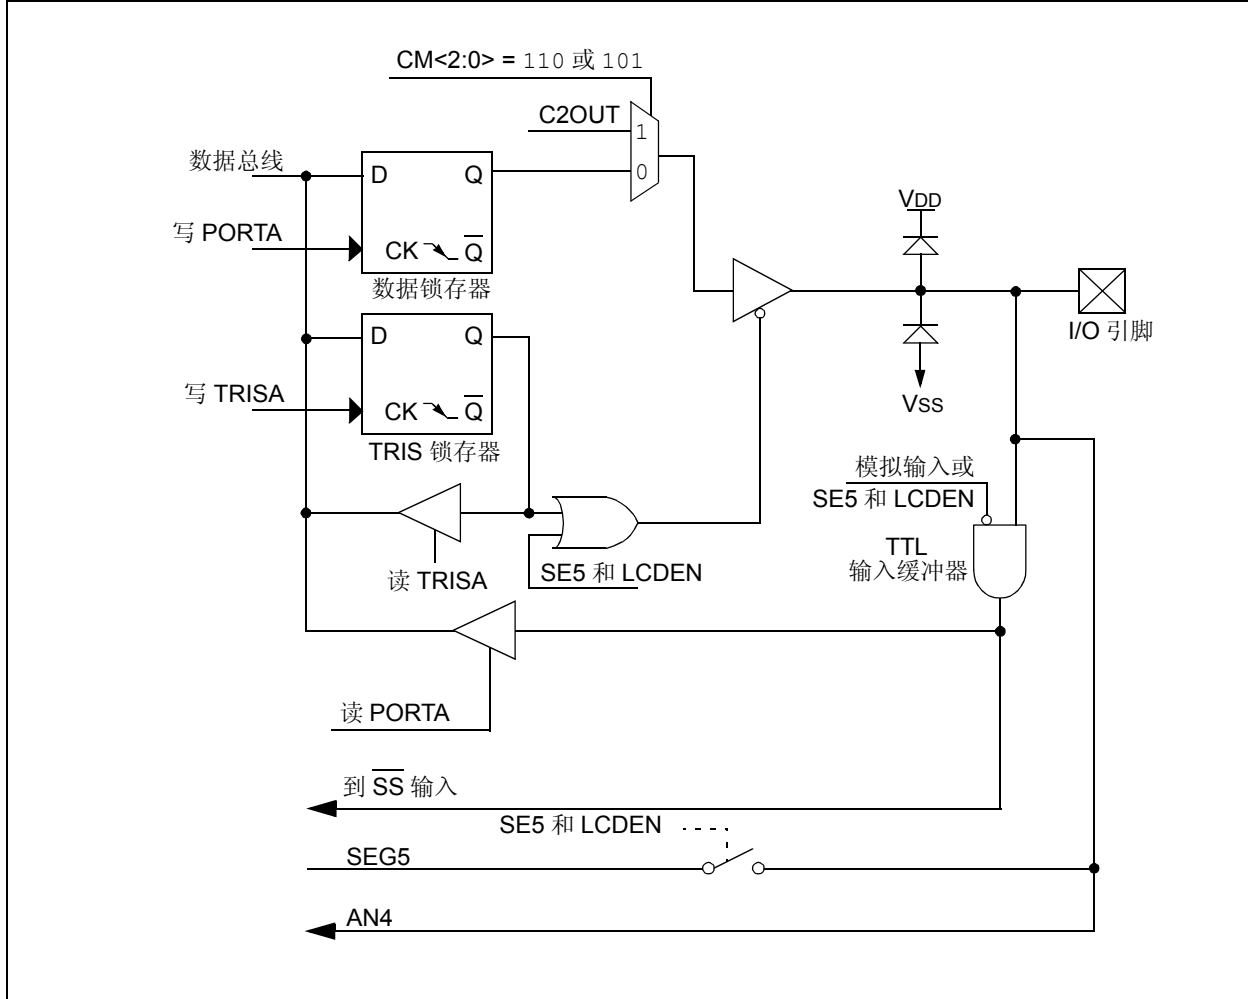 CM<2:0> = 110 或 101
C2OUT
1
0
数据总线
D Q
写 PORTA
CK Q̅
数据锁存器
VDD
I/O 引脚
VSS
D Q
写 TRISA
CK Q̅
TRIS 锁存器
模拟输入或
SE5 和 LCDEN
TTL
输入缓冲器
读 TRISA
SE5 和 LCDEN
读 PORTA
到 S̅S̅ 输入
SE5 和 LCDEN
SEG5
AN4